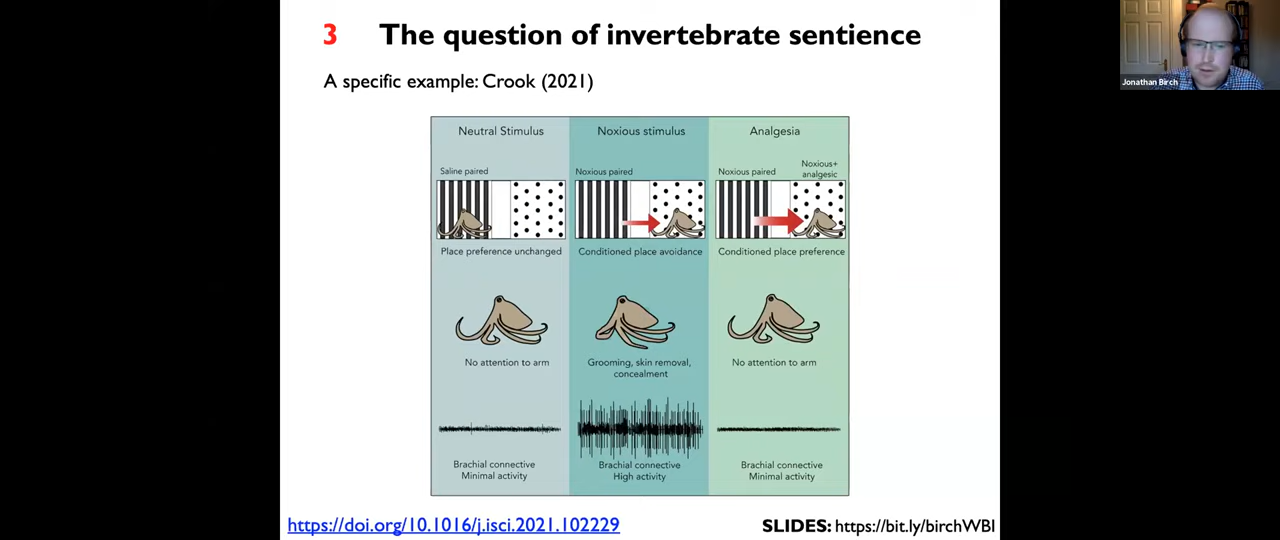 3 The question of invertebrate sentience
Jonathan Birch
A specific example: Crook (2021)
Neutral Stimulus
Noxious stimulus
Analgesia
Saline paired
Noxious paired
Noxious paired
Noxious+
analgesic
Place preference unchanged
Conditioned place avoidance
Conditioned place preference
No attention to arm
Grooming, skin removal,
concealment
No attention to arm
Brachial connective
Minimal activity
Brachial connective
High activity
Brachial connective
Minimal activity
https://doi.org/10.1016/j.isci.2021.102229
SLIDES: https://bit.ly/birchWBI